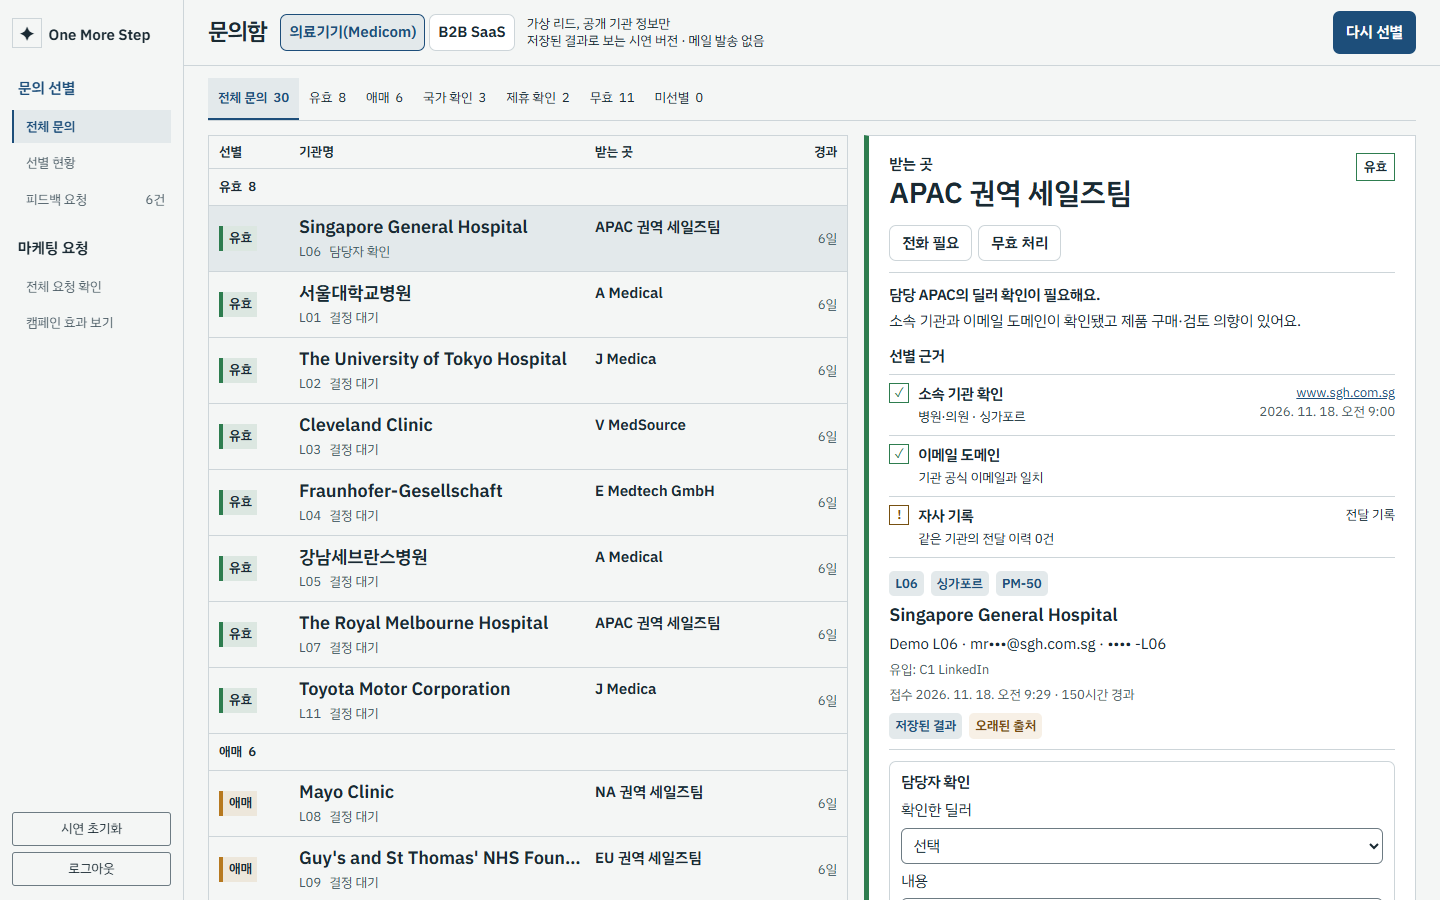 One More Step
문의 선별
전체 문의
선별 현황
피드백 요청 6건
마케팅 요청
전체 요청 확인
캠페인 효과 보기
시연 초기화
로그아웃
문의함
의료기기(Medicom)
B2B SaaS
가상 리드, 공개 기관 정보만
저장된 결과로 보는 시연 버전 · 메일 발송 없음
다시 선별
전체 문의 30 유효 8 애매 6 국가 확인 3 제휴 확인 2 무효 11 미선별 0
선별 기관명 받는 곳 경과
유효 8
유효 Singapore General Hospital APAC 권역 세일즈팀 6일
L06 담당자 확인
유효 서울대학교병원 A Medical 6일
L01 결정 대기
유효 The University of Tokyo Hospital J Medica 6일
L02 결정 대기
유효 Cleveland Clinic V MedSource 6일
L03 결정 대기
유효 Fraunhofer-Gesellschaft E Medtech GmbH 6일
L04 결정 대기
유효 강남세브란스병원 A Medical 6일
L05 결정 대기
유효 The Royal Melbourne Hospital APAC 권역 세일즈팀 6일
L07 결정 대기
유효 Toyota Motor Corporation J Medica 6일
L11 결정 대기
애매 6
애매 Mayo Clinic NA 권역 세일즈팀 6일
L08 결정 대기
애매 Guy's and St Thomas' NHS Foun... EU 권역 세일즈팀 6일
L09 결정 대기
받는 곳
유효
APAC 권역 세일즈팀
전화 필요 무효 처리
담당 APAC의 딜러 확인이 필요해요.
소속 기관과 이메일 도메인이 확인됐고 제품 구매·검토 의향이 있어요.
선별 근거
소속 기관 확인 www.sgh.com.sg
병원·의원 · 싱가포르 2026. 11. 18. 오전 9:00
이메일 도메인
기관 공식 이메일과 일치
자사 기록 전달 기록
같은 기관의 전달 이력 0건
L06 싱가포르 PM-50
Singapore General Hospital
Demo L06 · mr•••@sgh.com.sg · •••• -L06
유입: C1 LinkedIn
접수 2026. 11. 18. 오전 9:29 · 150시간 경과
저장된 결과 오래된 출처
담당자 확인
확인한 딜러
선택
내용